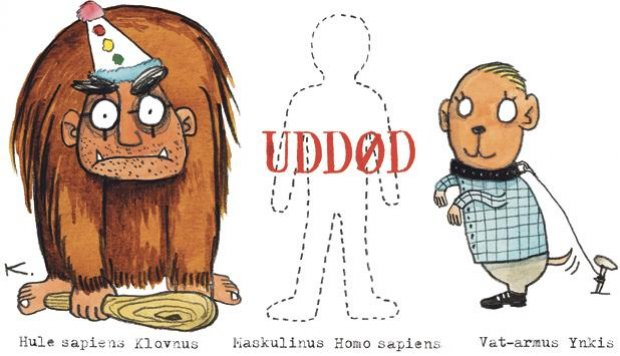 UDDØD
K.
Hule sapiens Klovnus
Maskulinus Homo sapiens
Vat-armus Ynkis